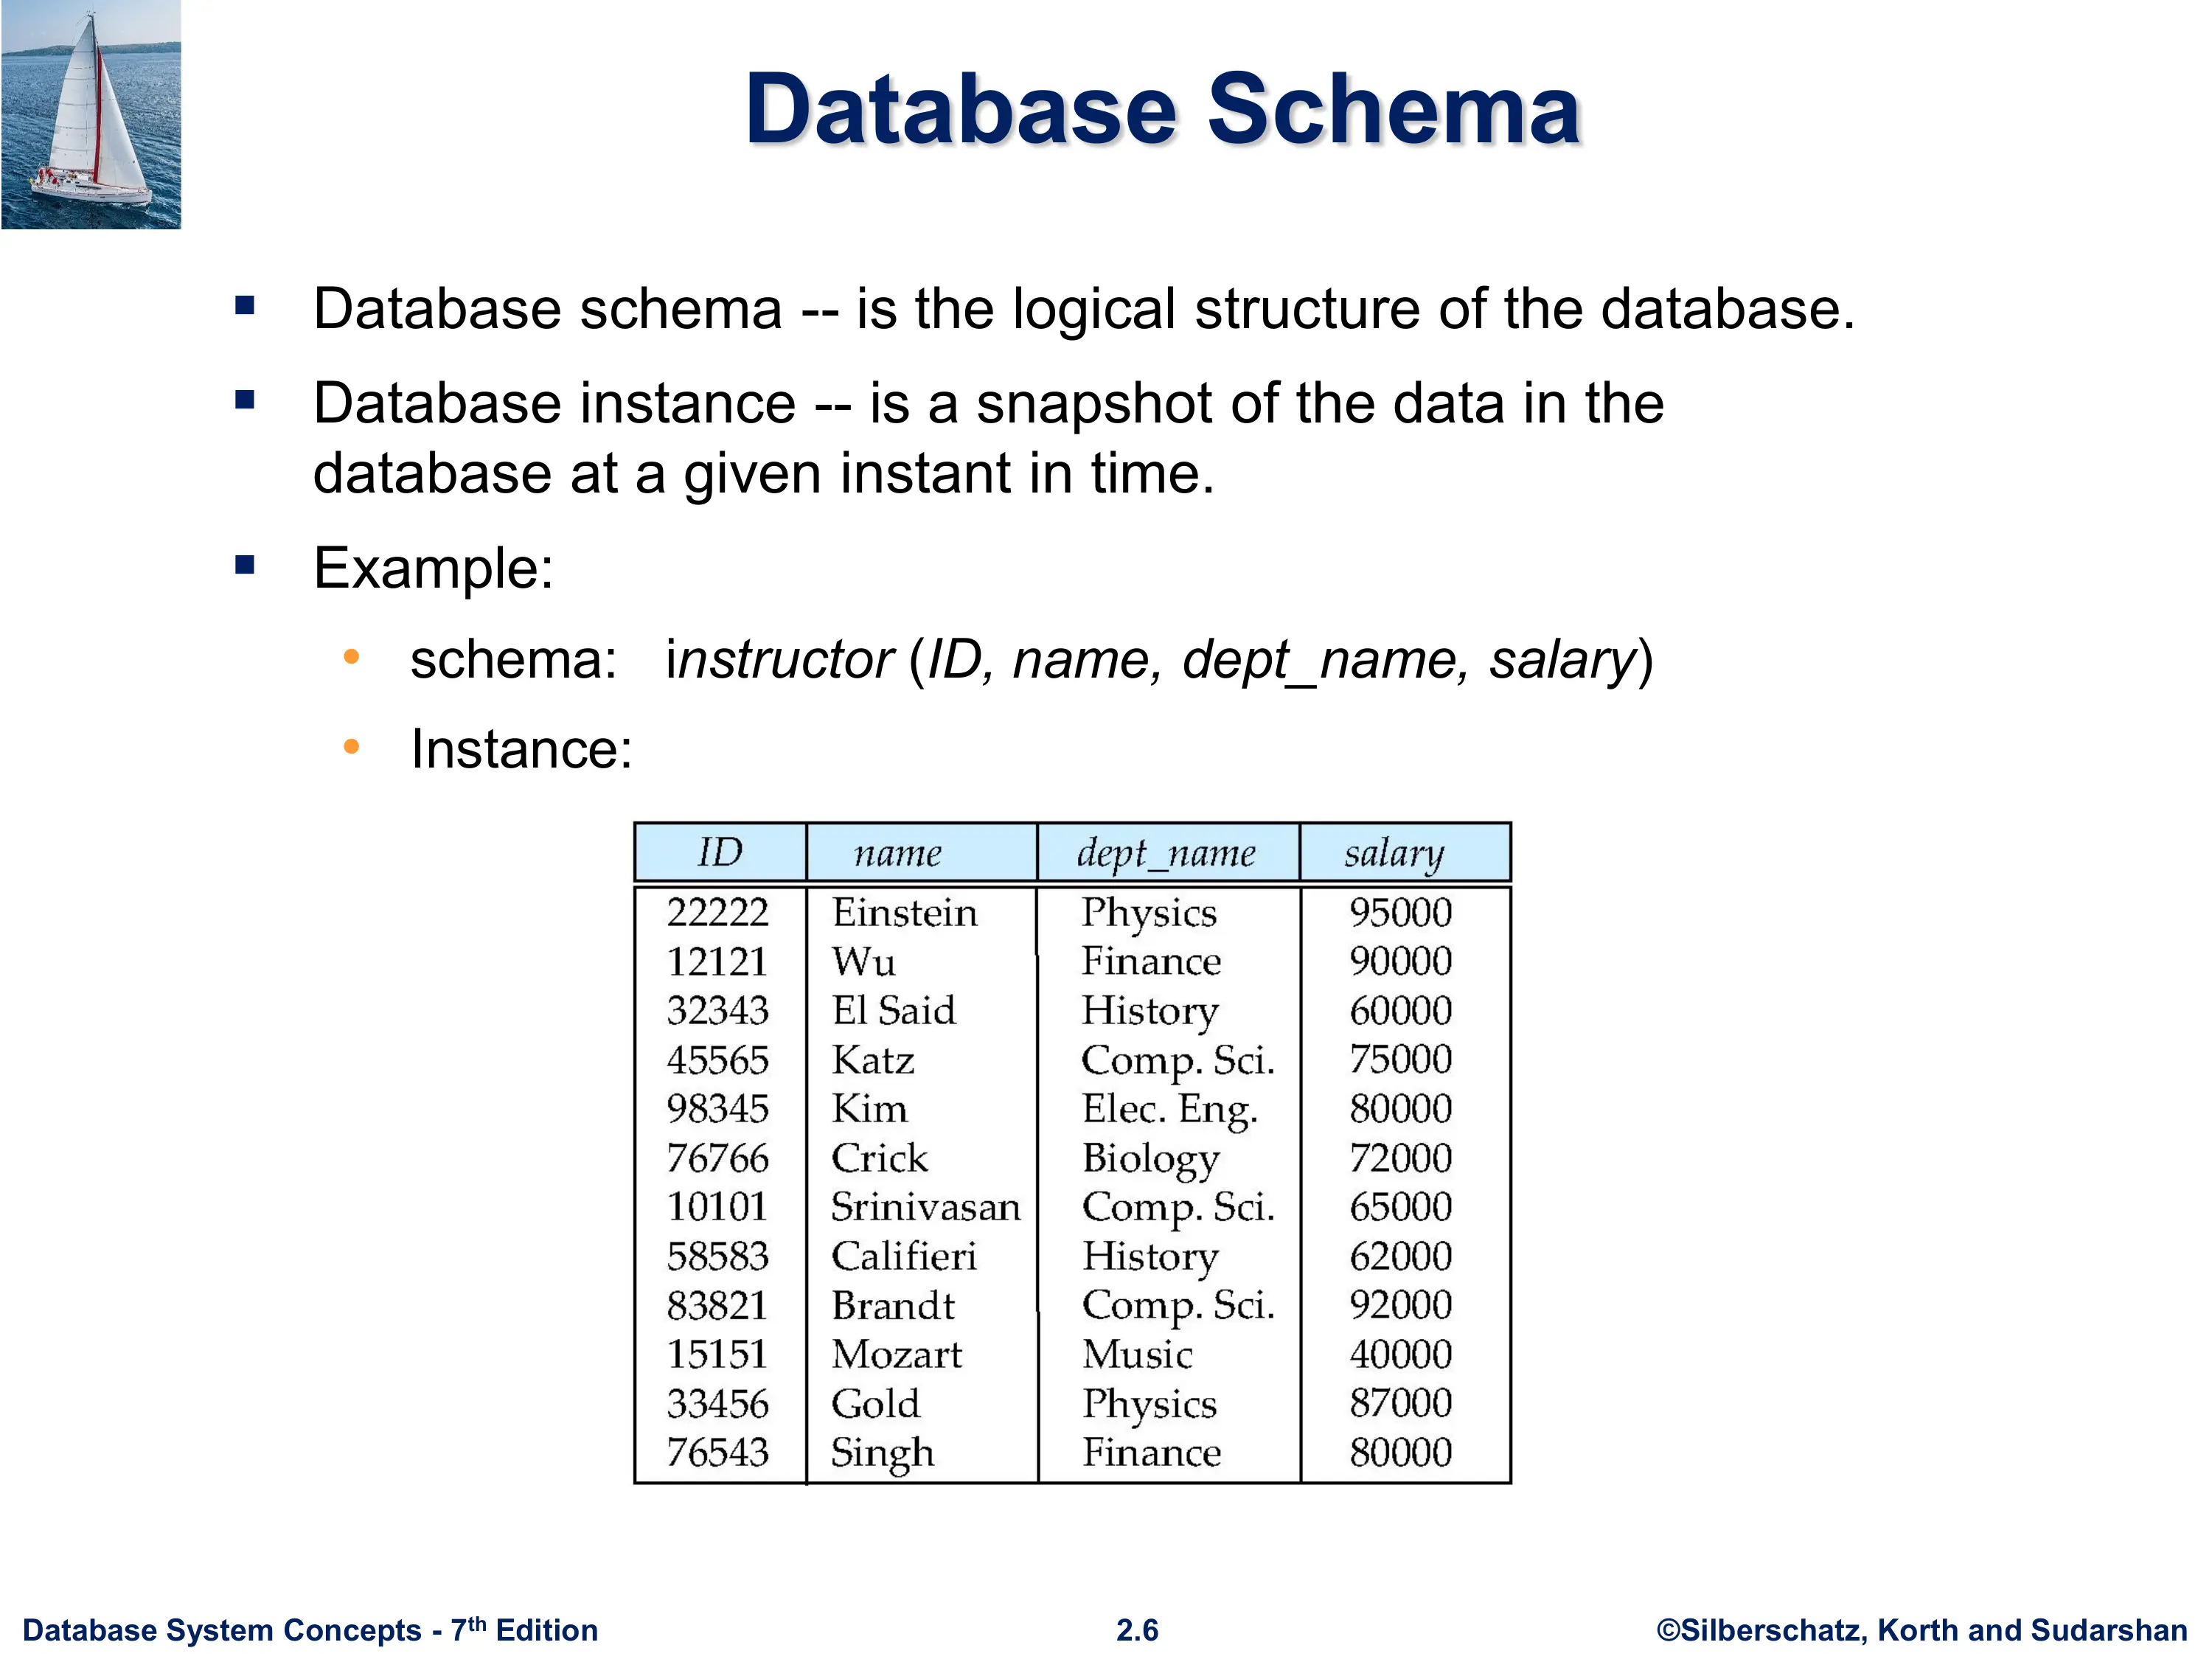 Database Schema
▪ Database schema -- is the logical structure of the database.
▪ Database instance -- is a snapshot of the data in the
database at a given instant in time.
▪ Example:
• schema: instructor (ID, name, dept_name, salary)
• Instance:
ID name dept_name salary
22222 Einstein Physics 95000
12121 Wu Finance 90000
32343 El Said History 60000
45565 Katz Comp. Sci. 75000
98345 Kim Elec. Eng. 80000
76766 Crick Biology 72000
10101 Srinivasan Comp. Sci. 65000
58583 Califieri History 62000
83821 Brandt Comp. Sci. 92000
15151 Mozart Music 40000
33456 Gold Physics 87000
76543 Singh Finance 80000
Database System Concepts - 7th Edition 2.6 ©Silberschatz, Korth and Sudarshan